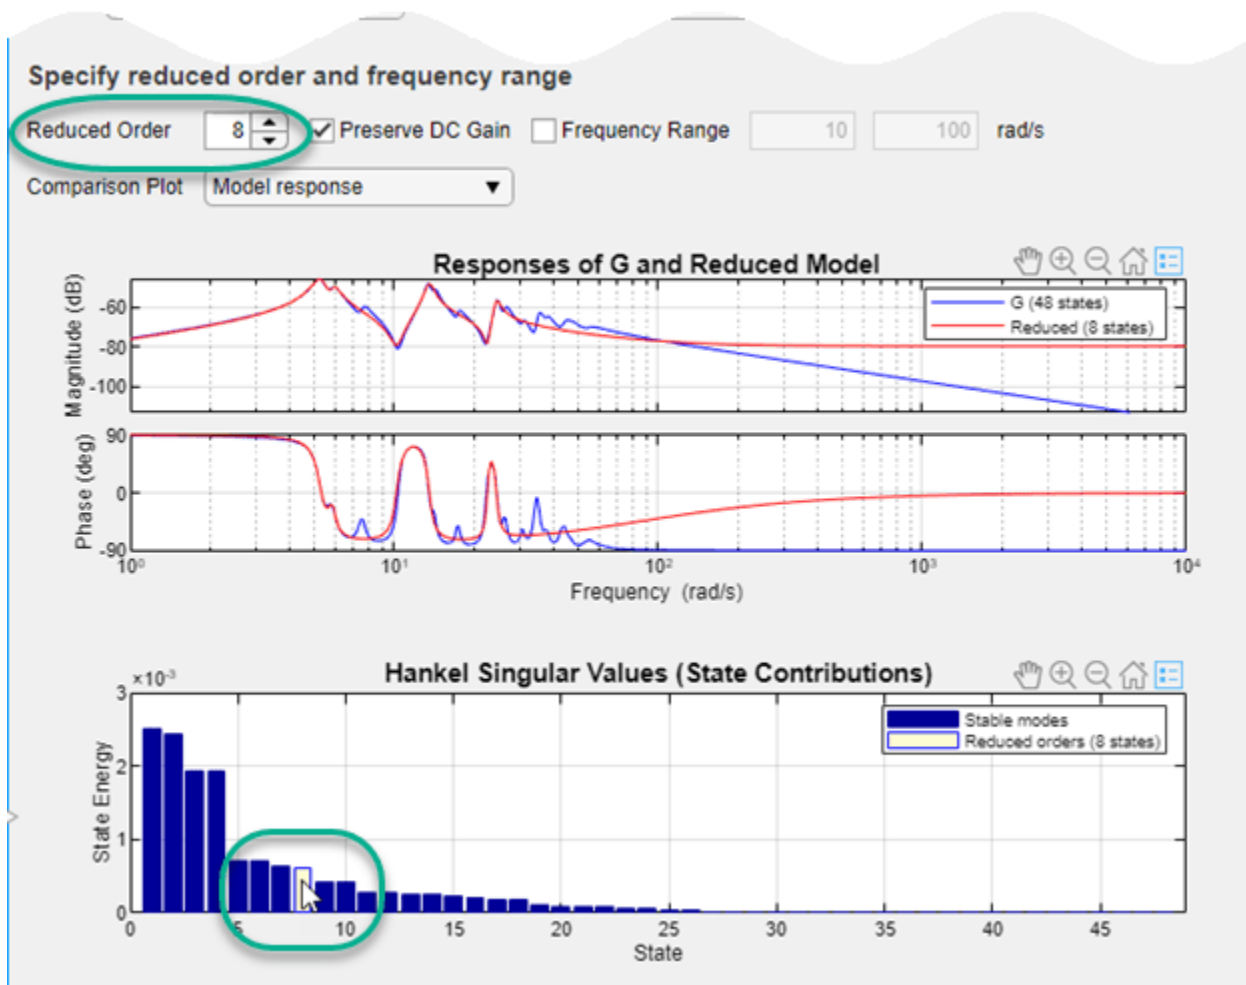 Specify reduced order and frequency range
Reduced Order 8 Preserve DC Gain Frequency Range 10 100 rad/s
Comparison Plot Model response
Responses of G and Reduced Model
G (48 states)
Reduced (8 states)
Magnitude (dB)
-60
-80
-100
Phase (deg)
90
0
-90
10⁰ 10¹ 10² 10³ 10⁴
Frequency (rad/s)
Hankel Singular Values (State Contributions)
×10⁻³
Stable modes
Reduced orders (8 states)
State Energy
3
2
1
0
0 5 10 15 20 25 30 35 40 45
State